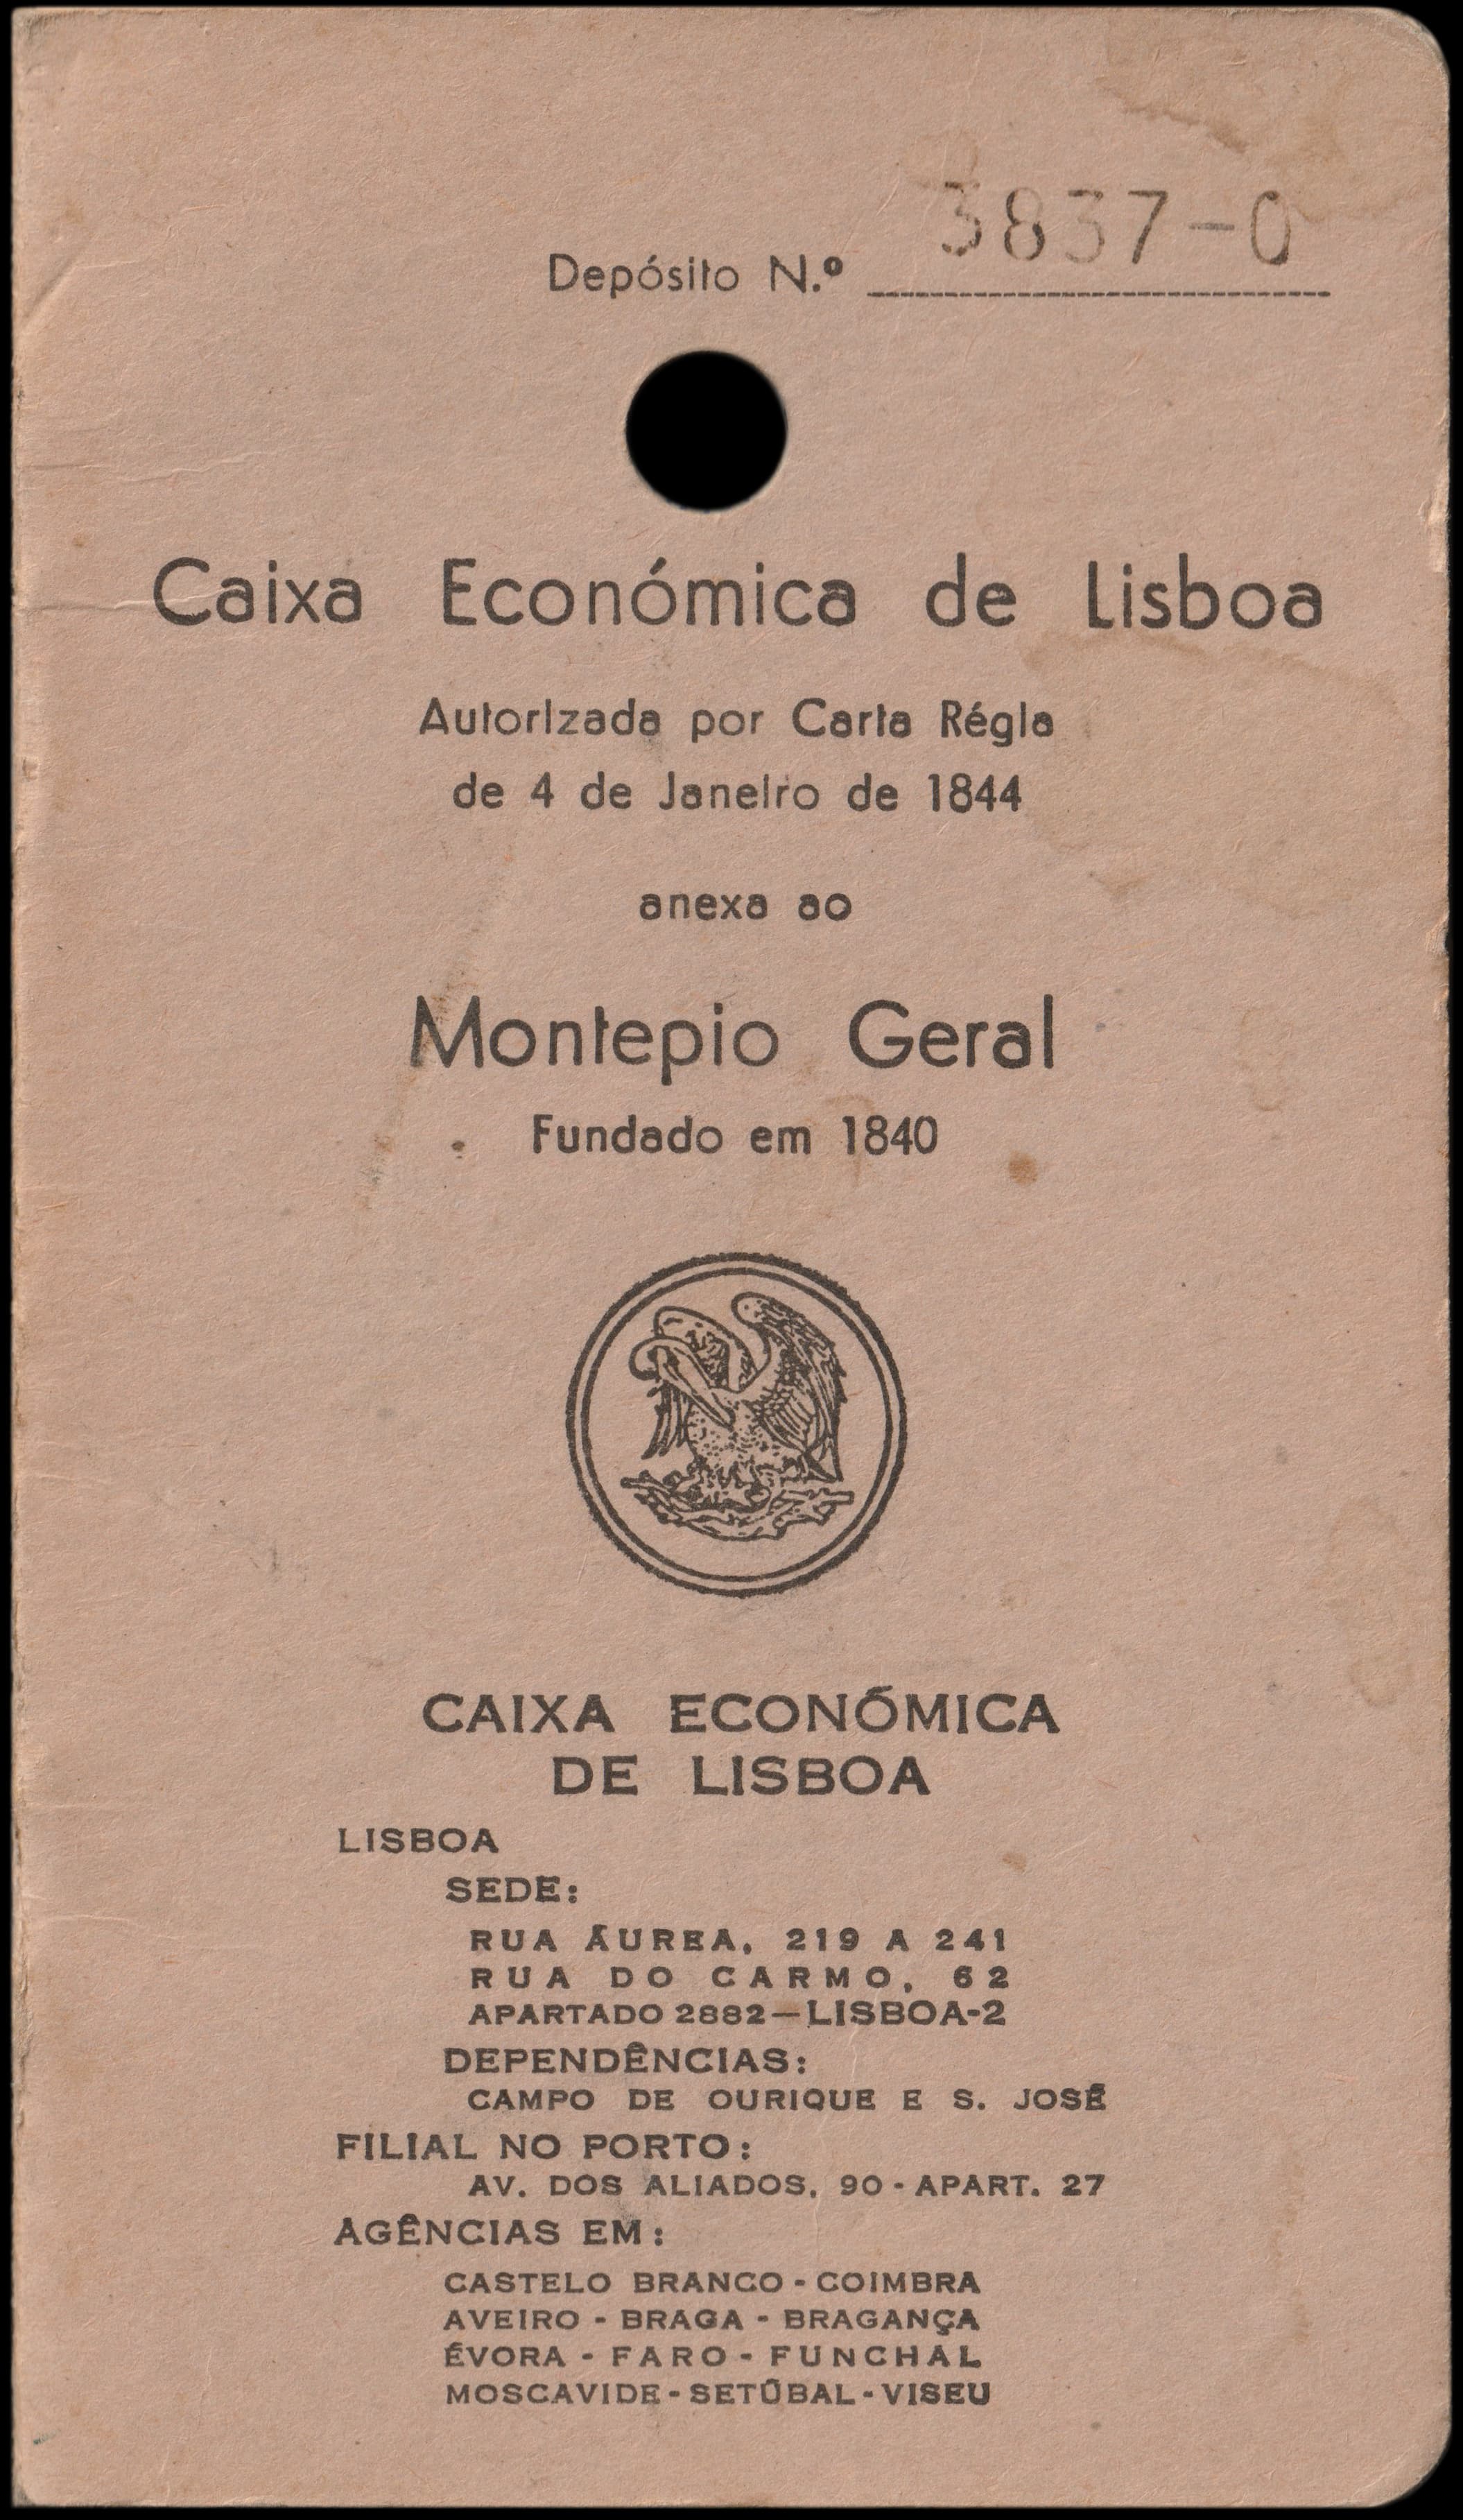 Depósito N.º 3837-0
Caixa Económica de Lisboa
Autorizada por Carta Régia
de 4 de Janeiro de 1844
anexa ao
Montepio Geral
Fundado em 1840
CAIXA ECONÓMICA
DE LISBOA
LISBOA
SEDE:
RUA ÁUREA, 219 A 241
RUA DO CARMO, 62
APARTADO 2882—LISBOA-2
DEPENDÊNCIAS:
CAMPO DE OURIQUE E S. JOSÉ
FILIAL NO PORTO:
AV. DOS ALIADOS, 90 - APART. 27
AGÊNCIAS EM:
CASTELO BRANCO - COIMBRA
AVEIRO - BRAGA - BRAGANÇA
ÉVORA - FARO - FUNCHAL
MOSCAVIDE - SETÚBAL - VISEU